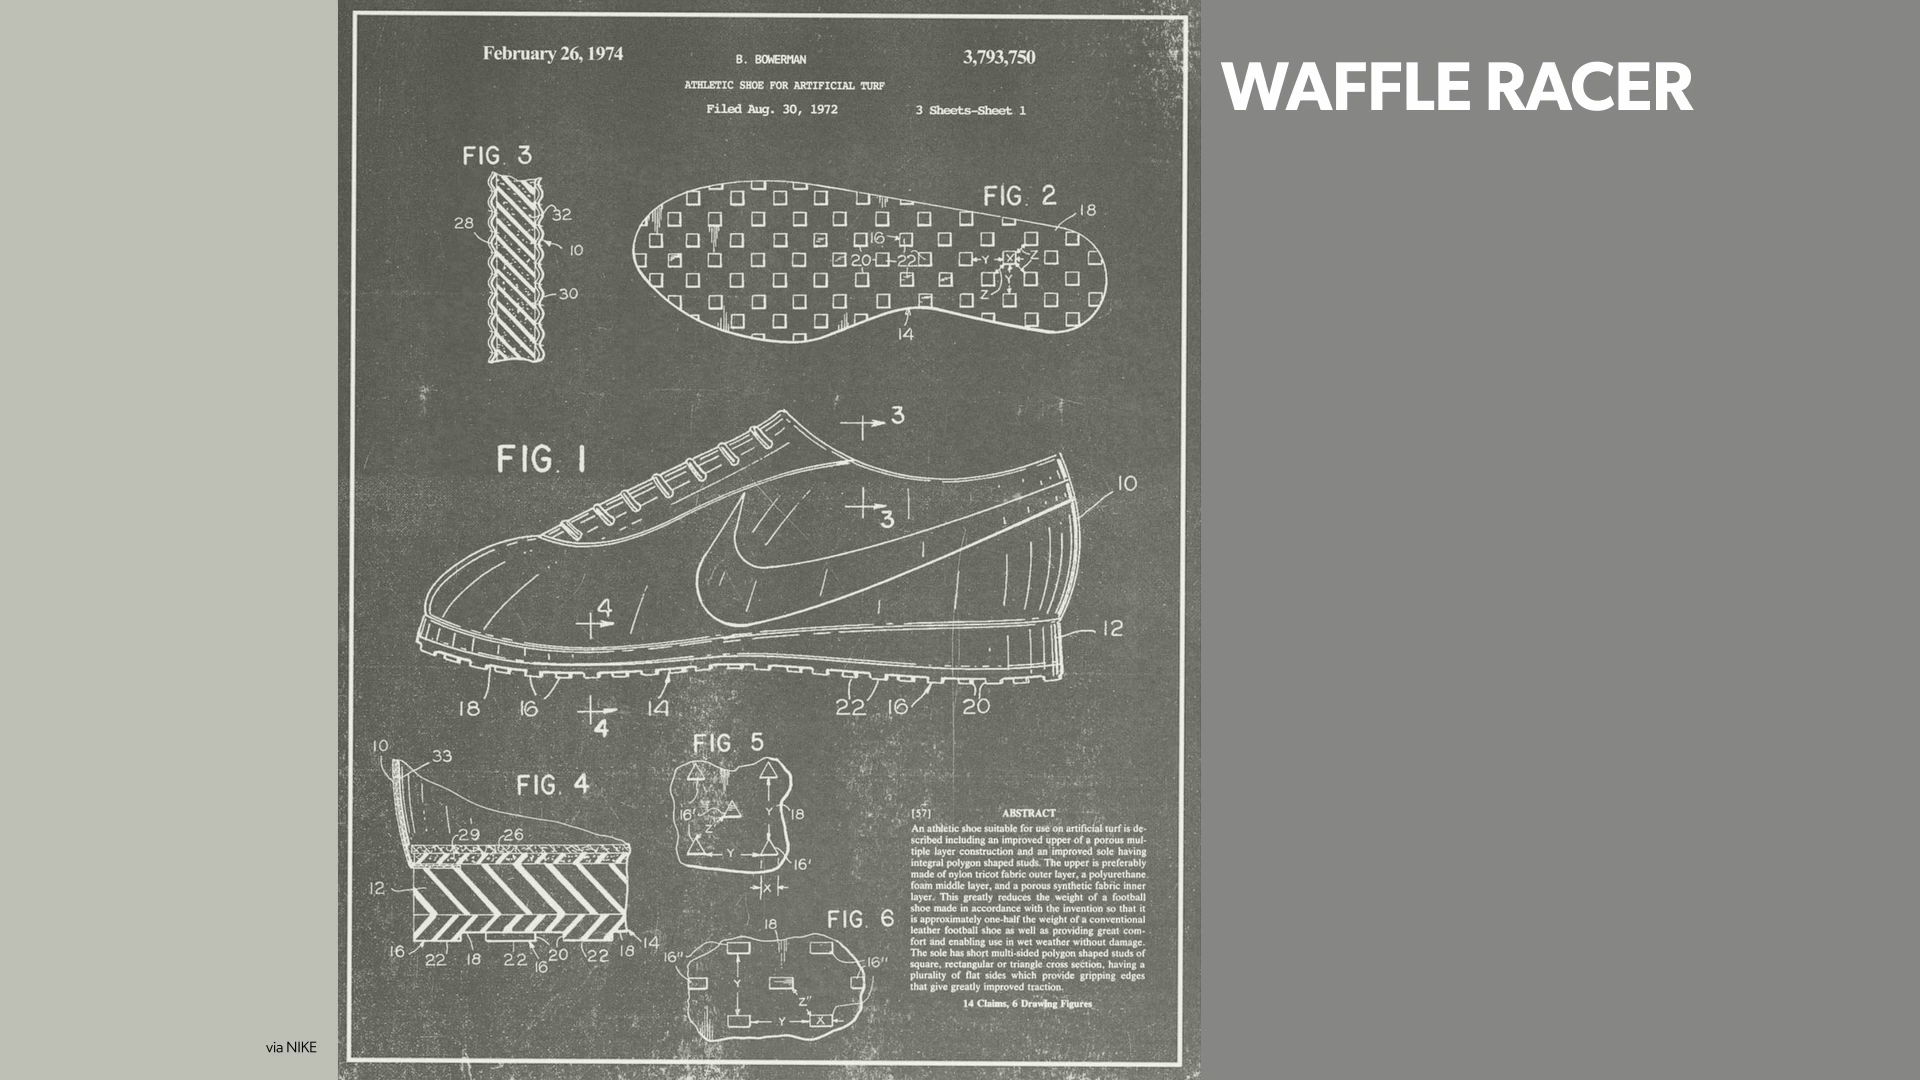 February 26, 1974
B. BOWERMAN
3,793,750
ATHLETIC SHOE FOR ARTIFICIAL TURF
Filed Aug. 30, 1972
3 Sheets-Sheet 1
WAFFLE RACER
FIG. 3
28
32
10
30
FIG. 2
18
16
20
22
Y
X
Z
Y
Z
14
FIG. 1
3
3
10
4
12
18
16
4
14
22
16
20
10
33
FIG. 4
29
26
12
16
22
18
22
16
20
22
18
14
FIG. 5
16'
Y
18
Z'
Y
16'
X
FIG. 6
18
16"
16"
Y
Z"
Y
X
[57]
ABSTRACT
An athletic shoe suitable for use on artificial turf is de-
scribed including an improved upper of a porous mul-
tiple layer construction and an improved sole having
integral polygon shaped studs. The upper is preferably
made of nylon tricot fabric outer layer, a polyurethane
foam middle layer, and a porous synthetic fabric inner
layer. This greatly reduces the weight of a football
shoe made in accordance with the invention so that it
is approximately one-half the weight of a conventional
leather football shoe as well as providing great com-
fort and enabling use in wet weather without damage.
The sole has short multi-sided polygon shaped studs of
square, rectangular or triangle cross section, having a
plurality of flat sides which provide gripping edges
that give greatly improved traction.
14 Claims, 6 Drawing Figures
via NIKE